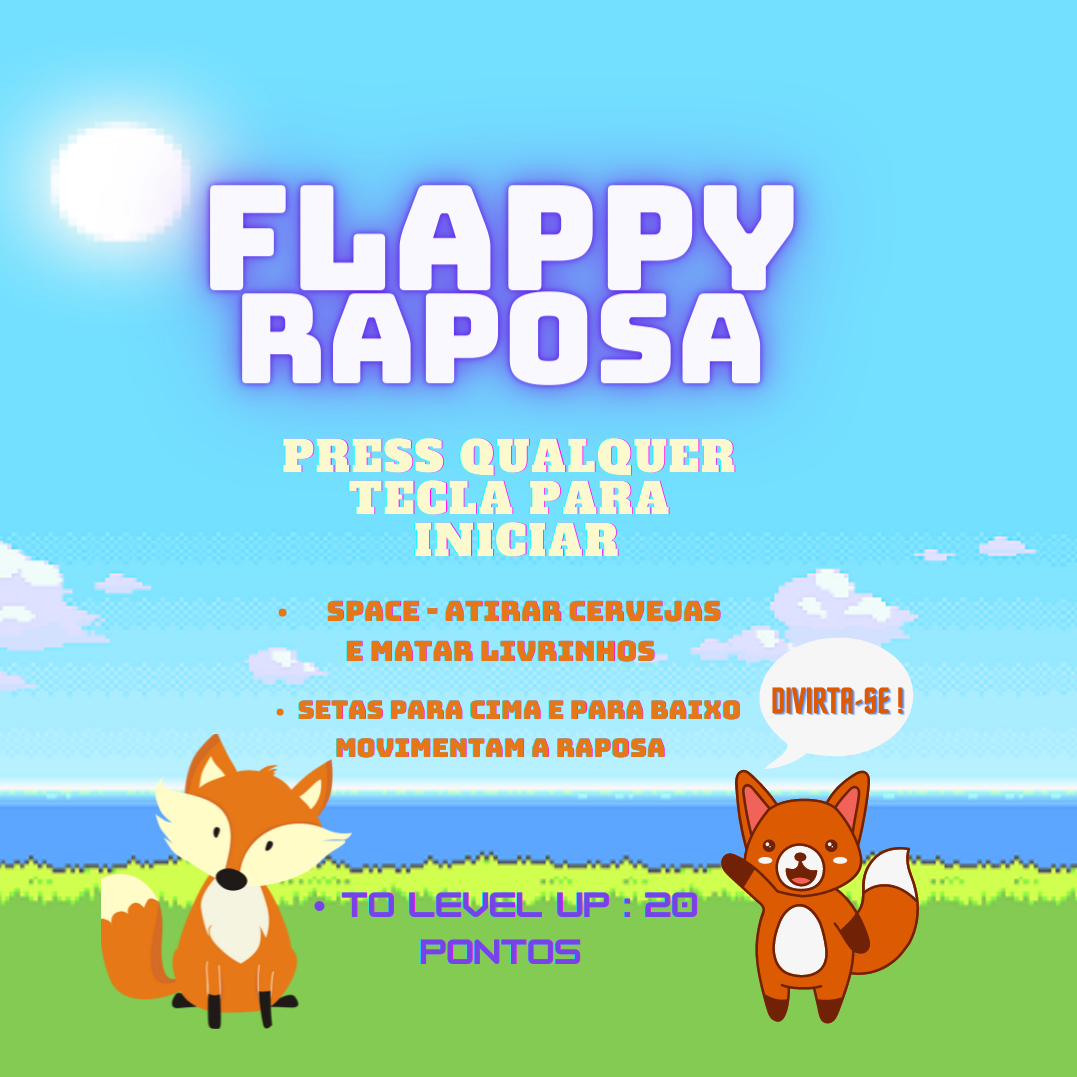 FLAPPY
RAPOSA
PRESS QUALQUER
TECLA PARA
INICIAR
• SPACE - ATIRAR CERVEJAS
E MATAR LIVRINHOS
• SETAS PARA CIMA E PARA BAIXO
MOVIMENTAM A RAPOSA
DIVIRTA-SE !
• TO LEVEL UP : 20
PONTOS